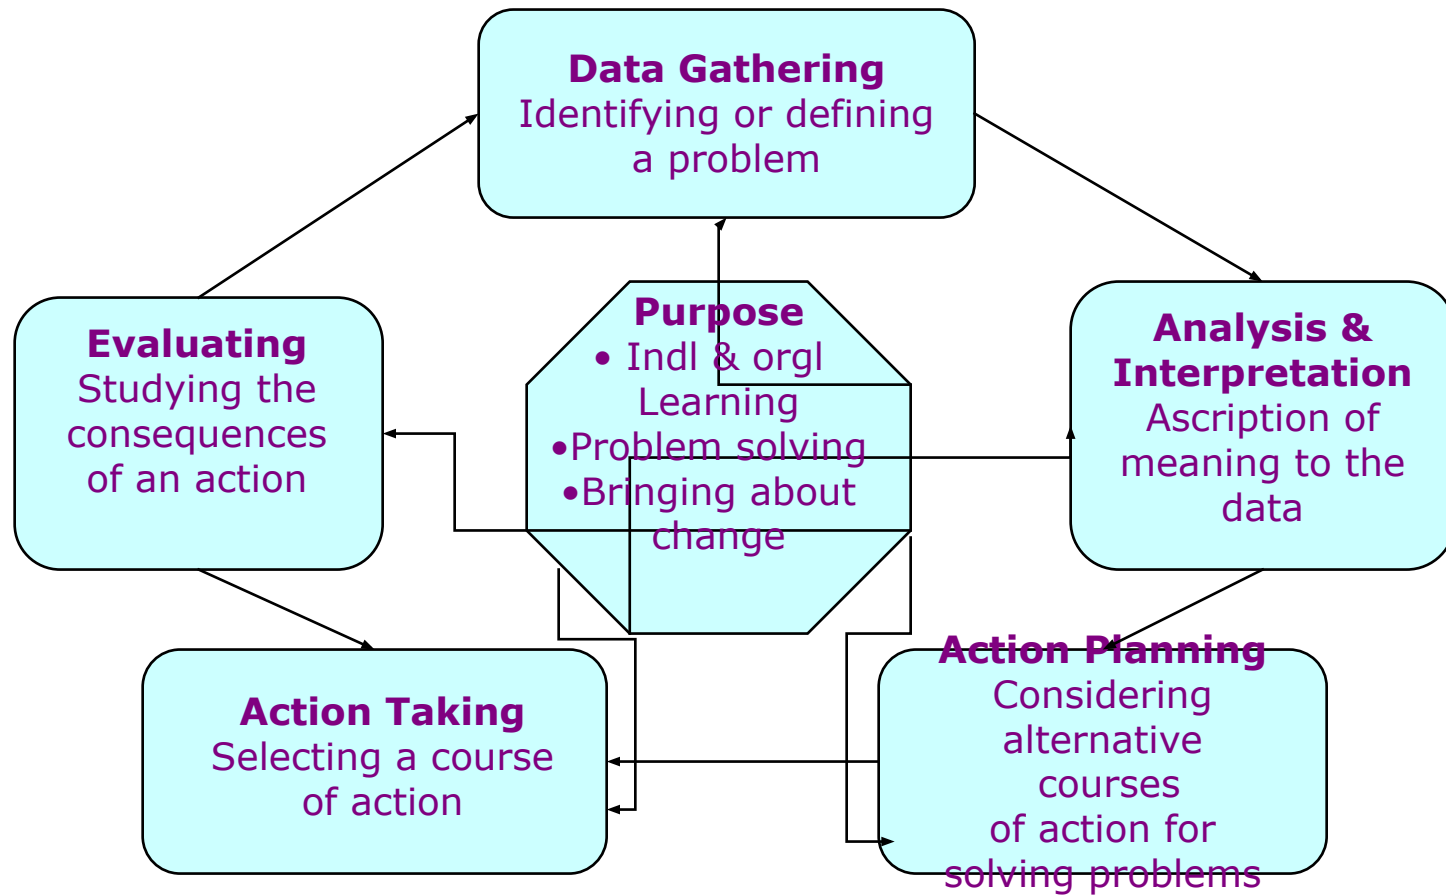 Data Gathering
Identifying or defining
a problem
Evaluating
Studying the
consequences
of an action
Purpose
• Indl & orgl
Learning
•Problem solving
•Bringing about
change
Analysis &
Interpretation
Ascription of
meaning to the
data
Action Taking
Selecting a course
of action
Action Planning
Considering
alternative
courses
of action for
solving problems